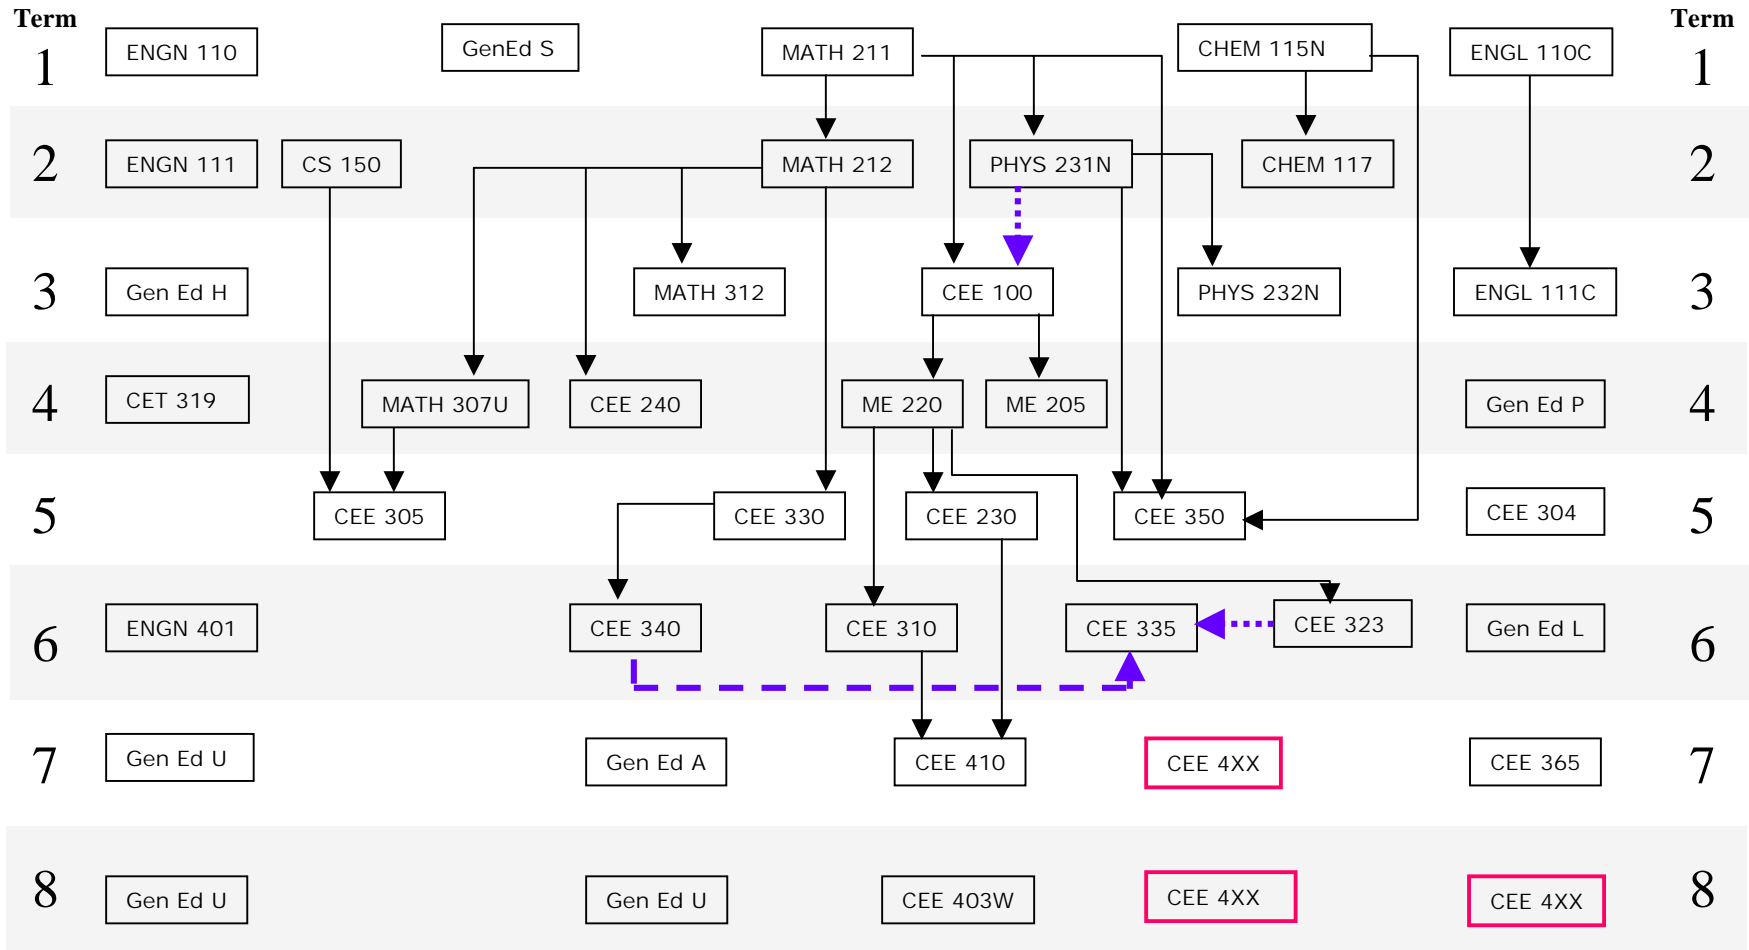 Term
Term
1
ENGN 110
GenEd S
MATH 211
CHEM 115N
ENGL 110C
1
2
ENGN 111
CS 150
MATH 212
PHYS 231N
CHEM 117
2
3
Gen Ed H
MATH 312
CEE 100
PHYS 232N
ENGL 111C
3
4
CET 319
MATH 307U
CEE 240
ME 220
ME 205
Gen Ed P
4
5
CEE 305
CEE 330
CEE 230
CEE 350
CEE 304
5
6
ENGN 401
CEE 340
CEE 310
CEE 335
CEE 323
Gen Ed L
6
7
Gen Ed U
Gen Ed A
CEE 410
CEE 4XX
CEE 365
7
8
Gen Ed U
Gen Ed U
CEE 403W
CEE 4XX
CEE 4XX
8